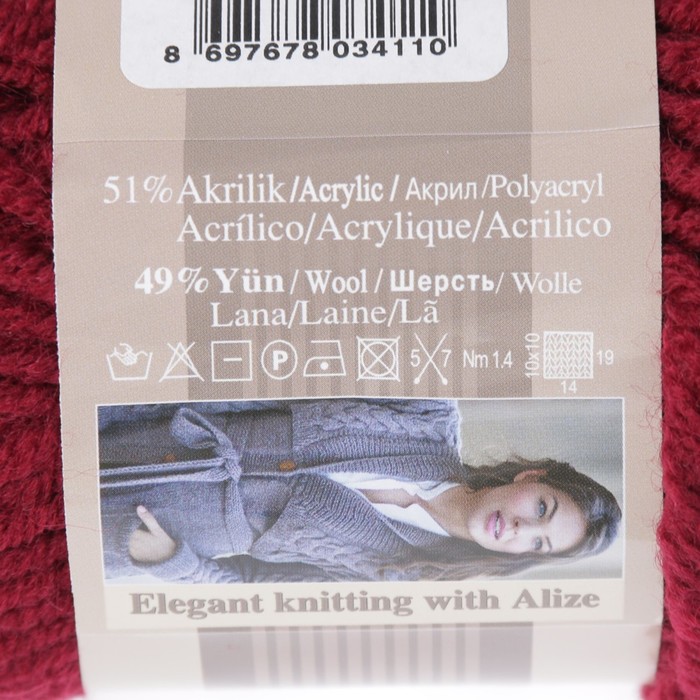 8 697678 034110
51% Akrilik/Acrylic/Акрил/Polyacryl
Acrílico/Acrylique/Acrilico
49% Yün/Wool/Шерсть/Wolle
Lana/Laine/Lã
P 5 7 Nm 1.4 10x10 19
14
Elegant knitting with Alize